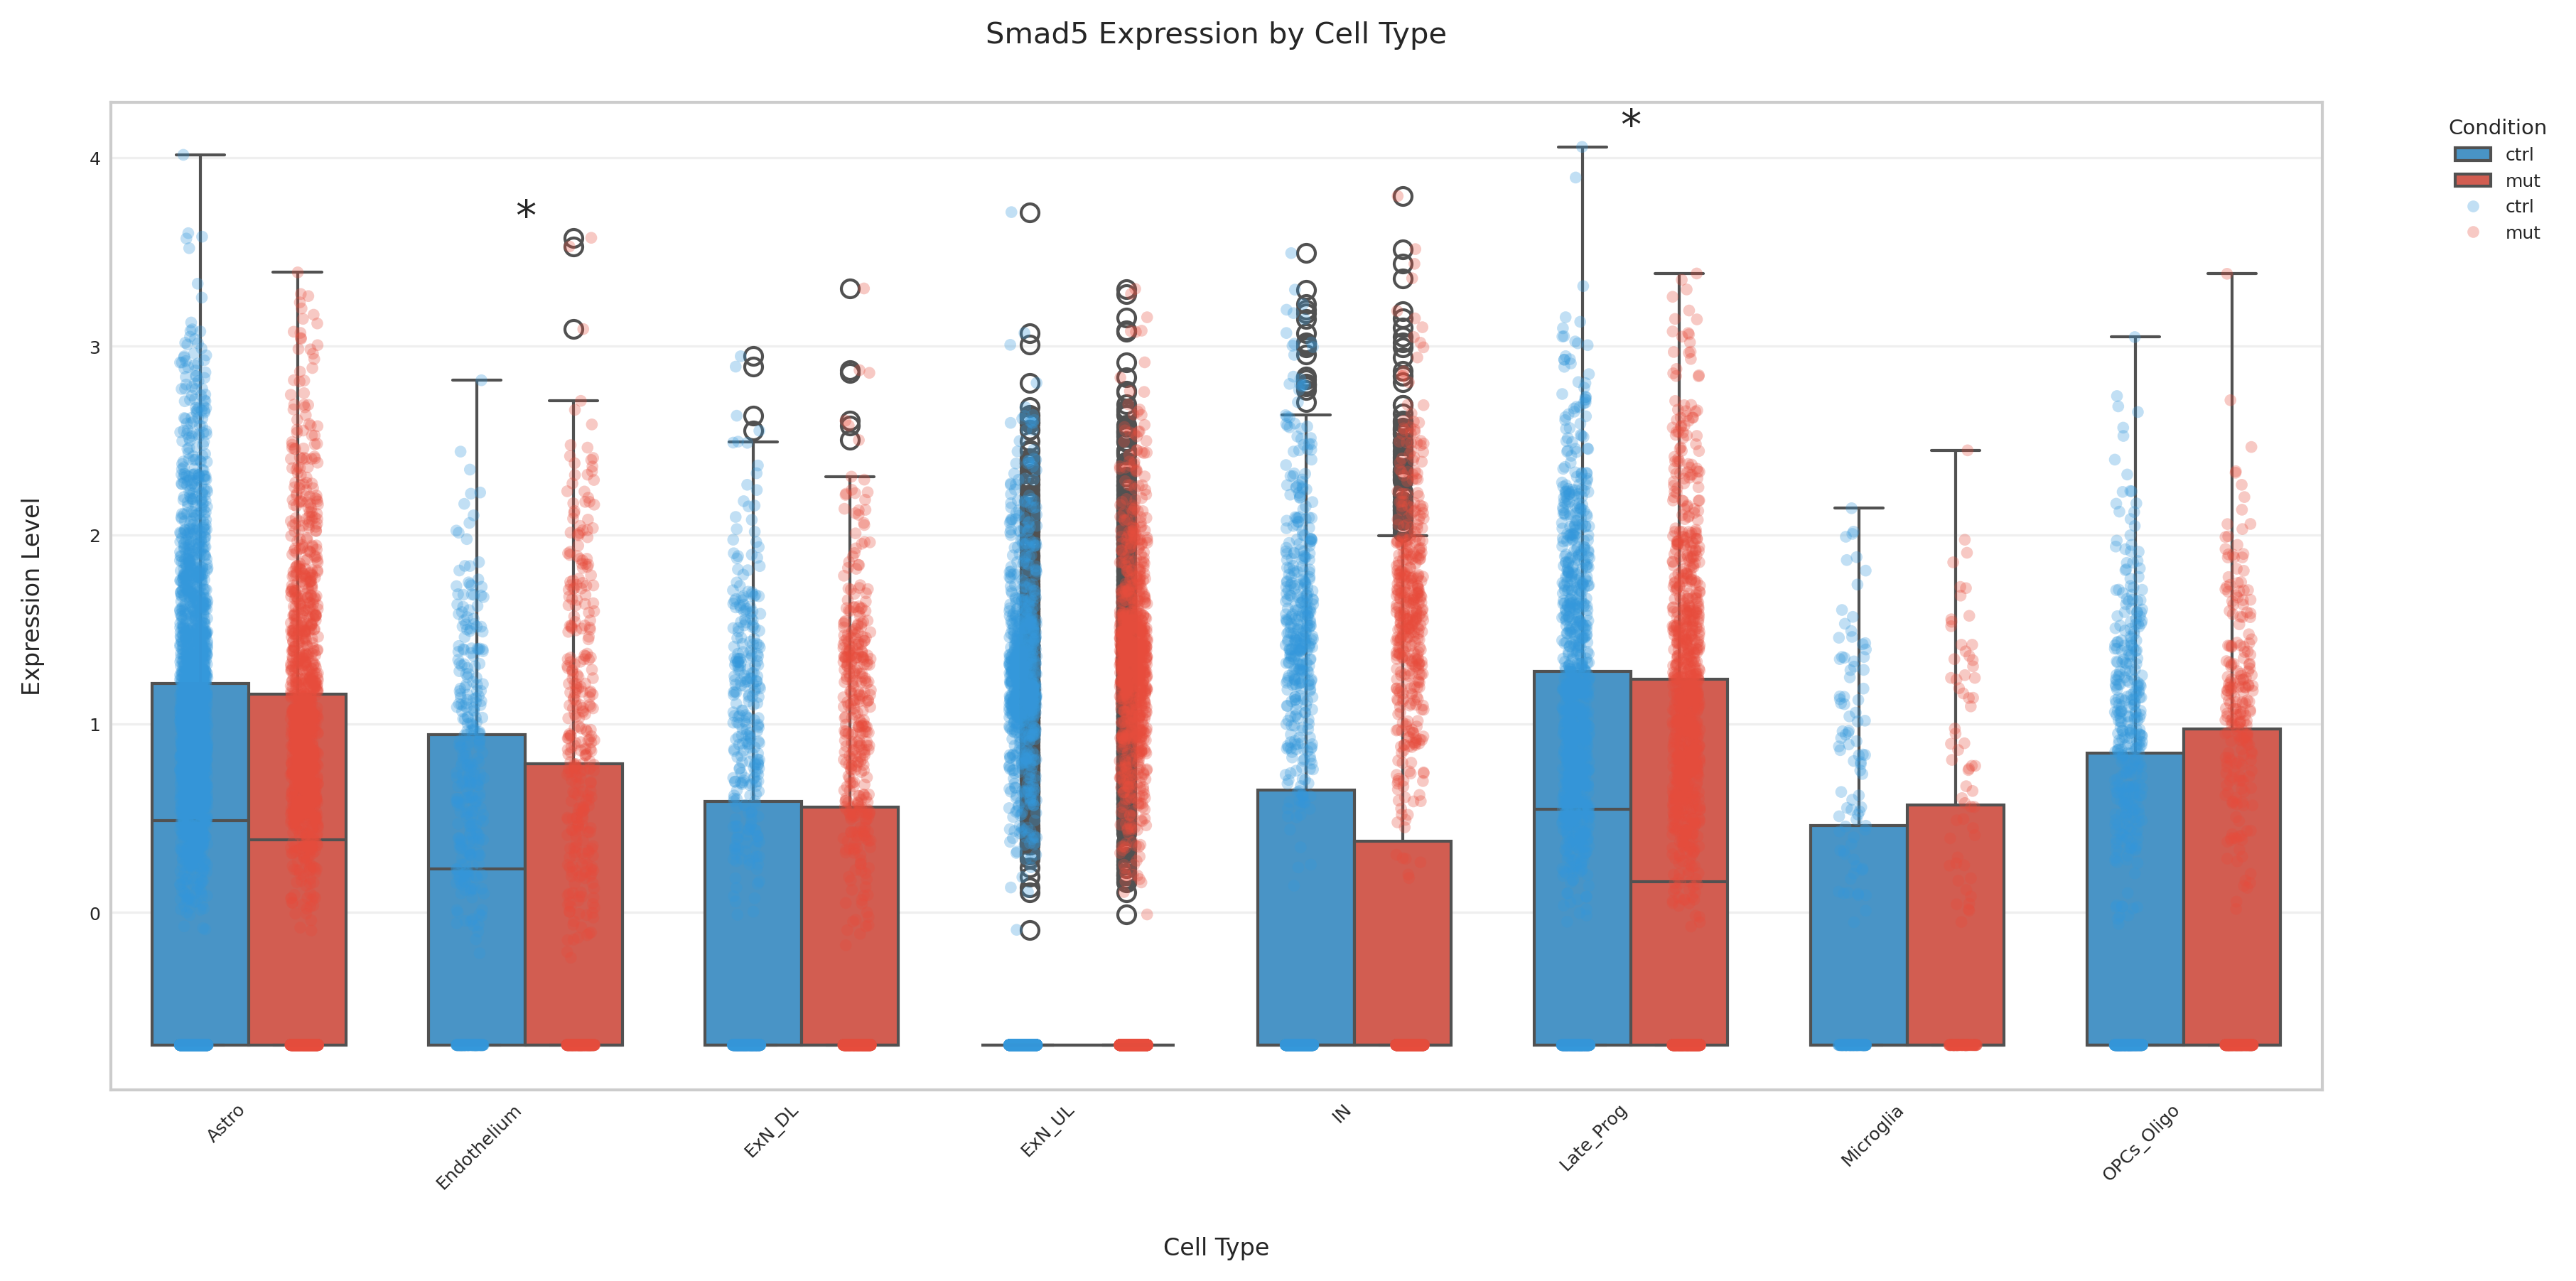 Smad5 Expression by Cell Type
*
*
Condition
ctrl
mut
ctrl
mut
Expression Level
4
3
2
1
0
Astro
Endothelium
ExN_DL
ExN_UL
IN
Late_Prog
Microglia
OPCs_Oligo
Cell Type